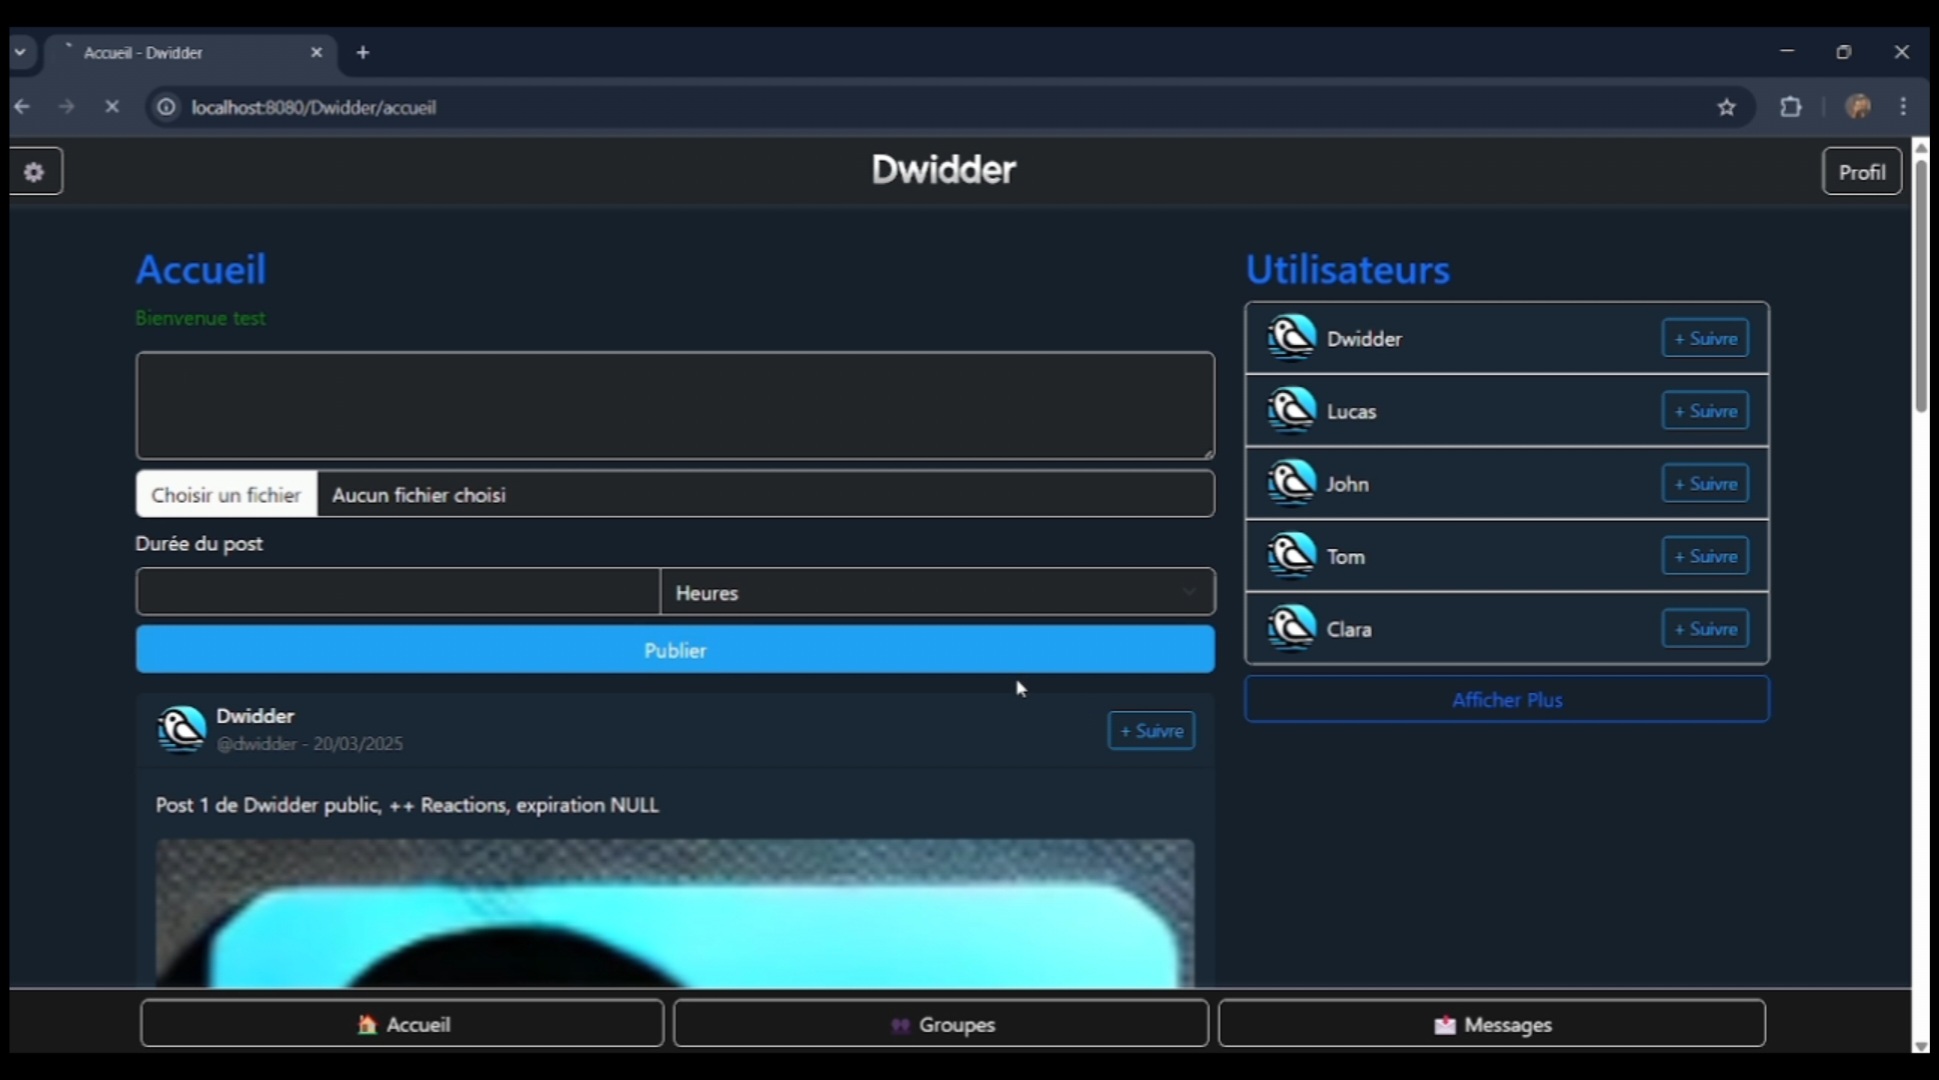 Accueil - Dwidder
localhost:8080/Dwidder/accueil
Dwidder
Profil
Accueil
Bienvenue test
Choisir un fichier
Aucun fichier choisi
Durée du post
Heures
Publier
Dwidder
@dwidder - 20/03/2025
+ Suivre
Post 1 de Dwidder public, ++ Reactions, expiration NULL
Utilisateurs
Dwidder
+ Suivre
Lucas
+ Suivre
John
+ Suivre
Tom
+ Suivre
Clara
+ Suivre
Afficher Plus
Accueil
Groupes
Messages